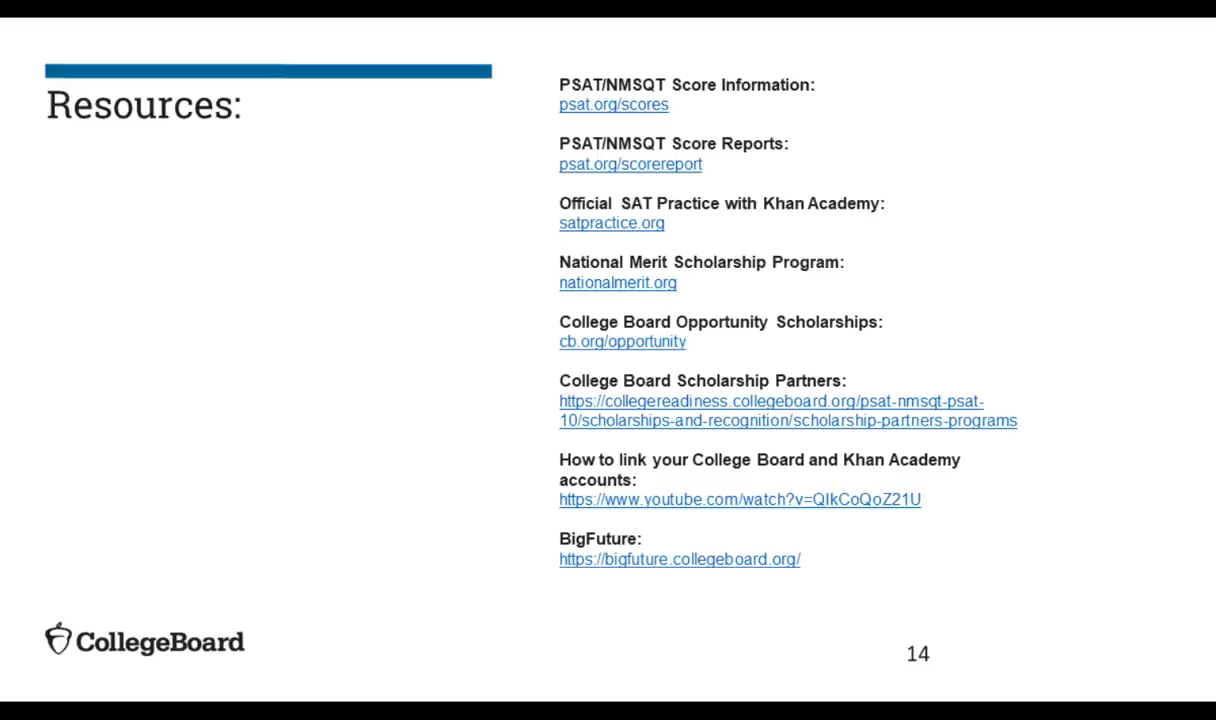 Resources:
PSAT/NMSQT Score Information:
psat.org/scores
PSAT/NMSQT Score Reports:
psat.org/scorereport
Official SAT Practice with Khan Academy:
satpractice.org
National Merit Scholarship Program:
nationalmerit.org
College Board Opportunity Scholarships:
cb.org/opportunity
College Board Scholarship Partners:
https://collegereadiness.collegeboard.org/psat-nmsqt-psat-
10/scholarships-and-recognition/scholarship-partners-programs
How to link your College Board and Khan Academy
accounts:
https://www.youtube.com/watch?v=QIkCoQoZ21U
BigFuture:
https://bigfuture.collegeboard.org/
CollegeBoard
14